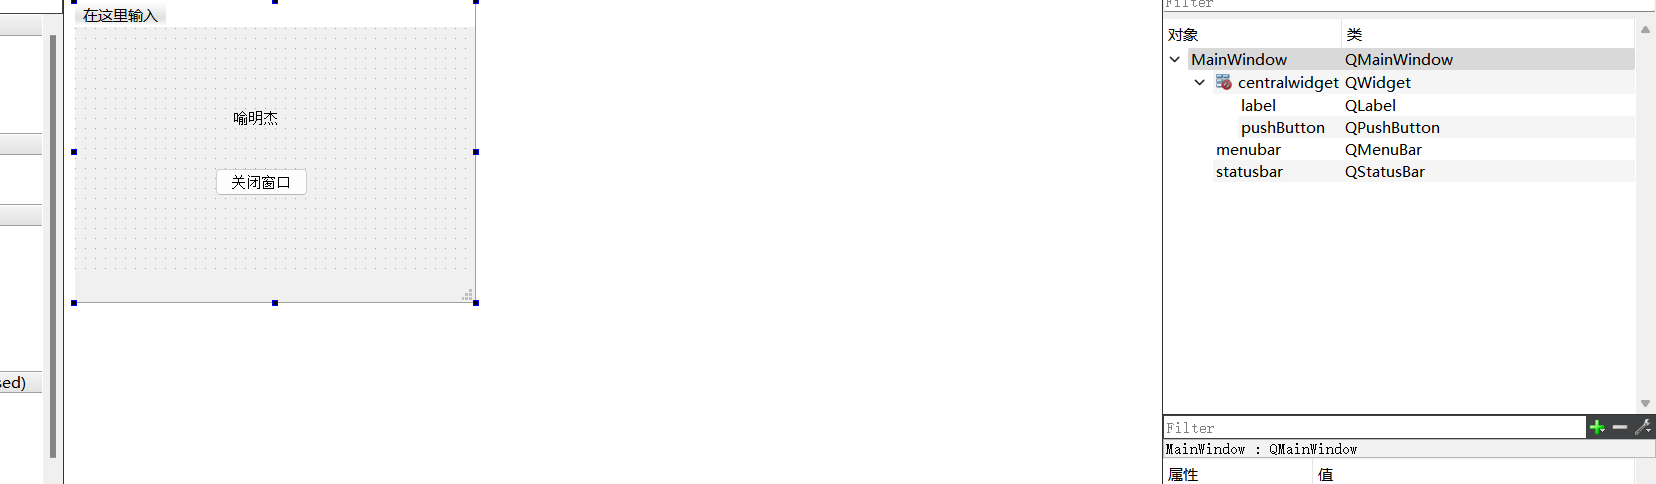 Filter
在这里输入
喻明杰
关闭窗口
sed)
对象 类
MainWindow QMainWindow
centralwidget QWidget
label QLabel
pushButton QPushButton
menubar QMenuBar
statusbar QStatusBar
Filter
MainWindow : QMainWindow
属性 值